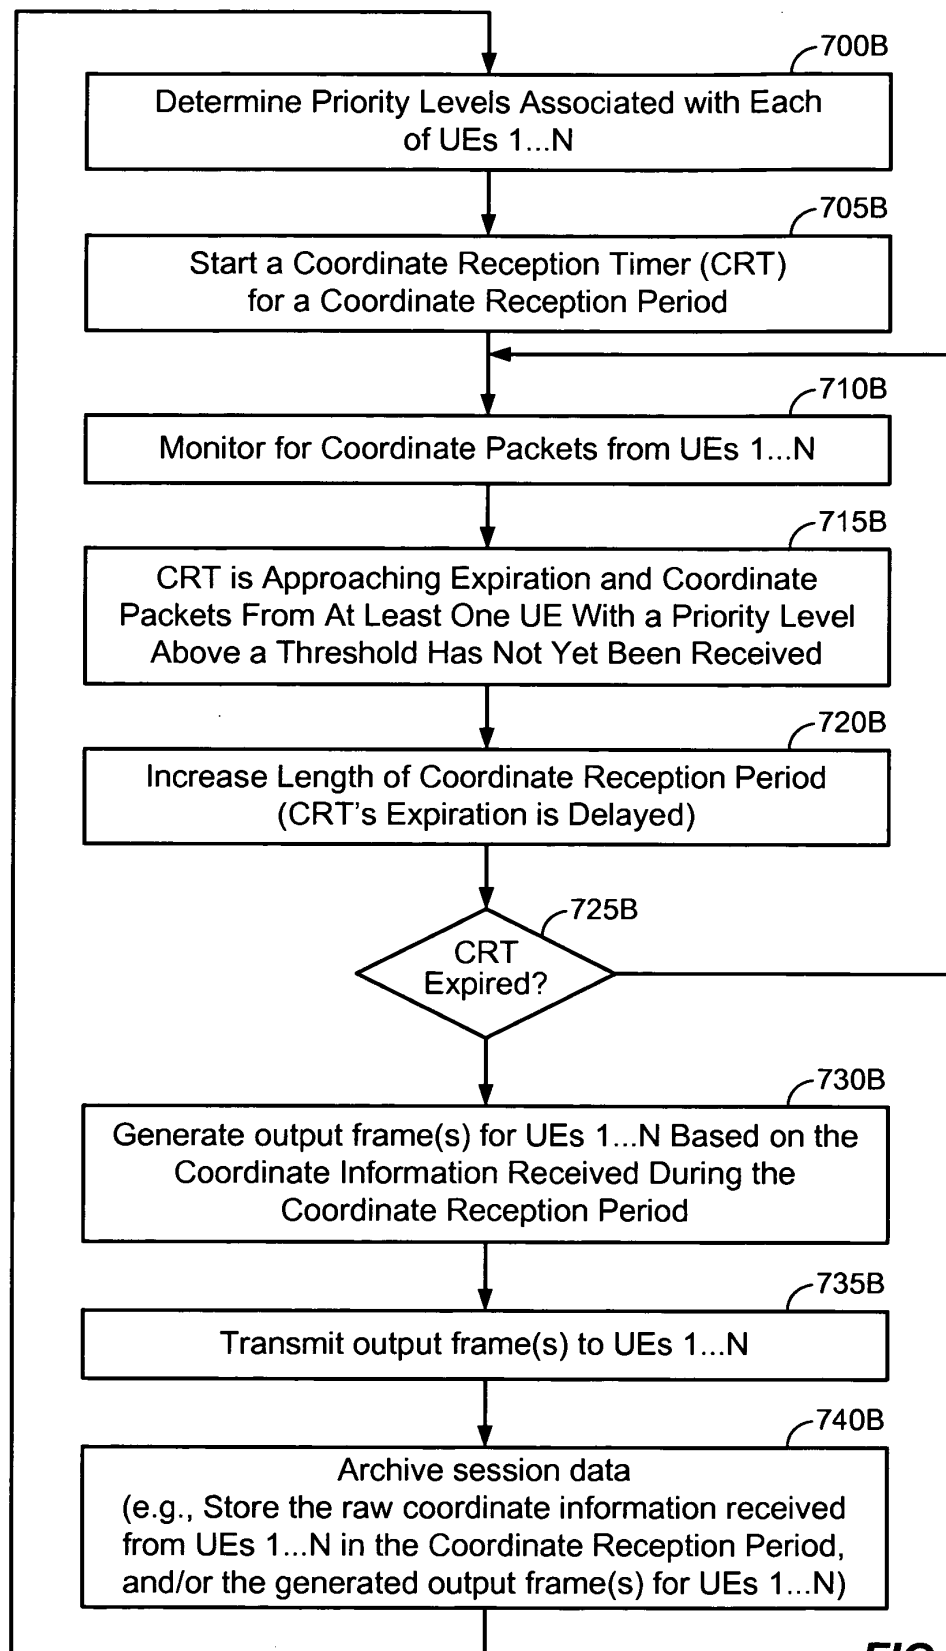 700B
Determine Priority Levels Associated with Each
of UEs 1...N
705B
Start a Coordinate Reception Timer (CRT)
for a Coordinate Reception Period
710B
Monitor for Coordinate Packets from UEs 1...N
715B
CRT is Approaching Expiration and Coordinate
Packets From At Least One UE With a Priority Level
Above a Threshold Has Not Yet Been Received
720B
Increase Length of Coordinate Reception Period
(CRT's Expiration is Delayed)
725B
CRT
Expired?
730B
Generate output frame(s) for UEs 1...N Based on the
Coordinate Information Received During the
Coordinate Reception Period
735B
Transmit output frame(s) to UEs 1...N
740B
Archive session data
(e.g., Store the raw coordinate information received
from UEs 1...N in the Coordinate Reception Period,
and/or the generated output frame(s) for UEs 1...N)